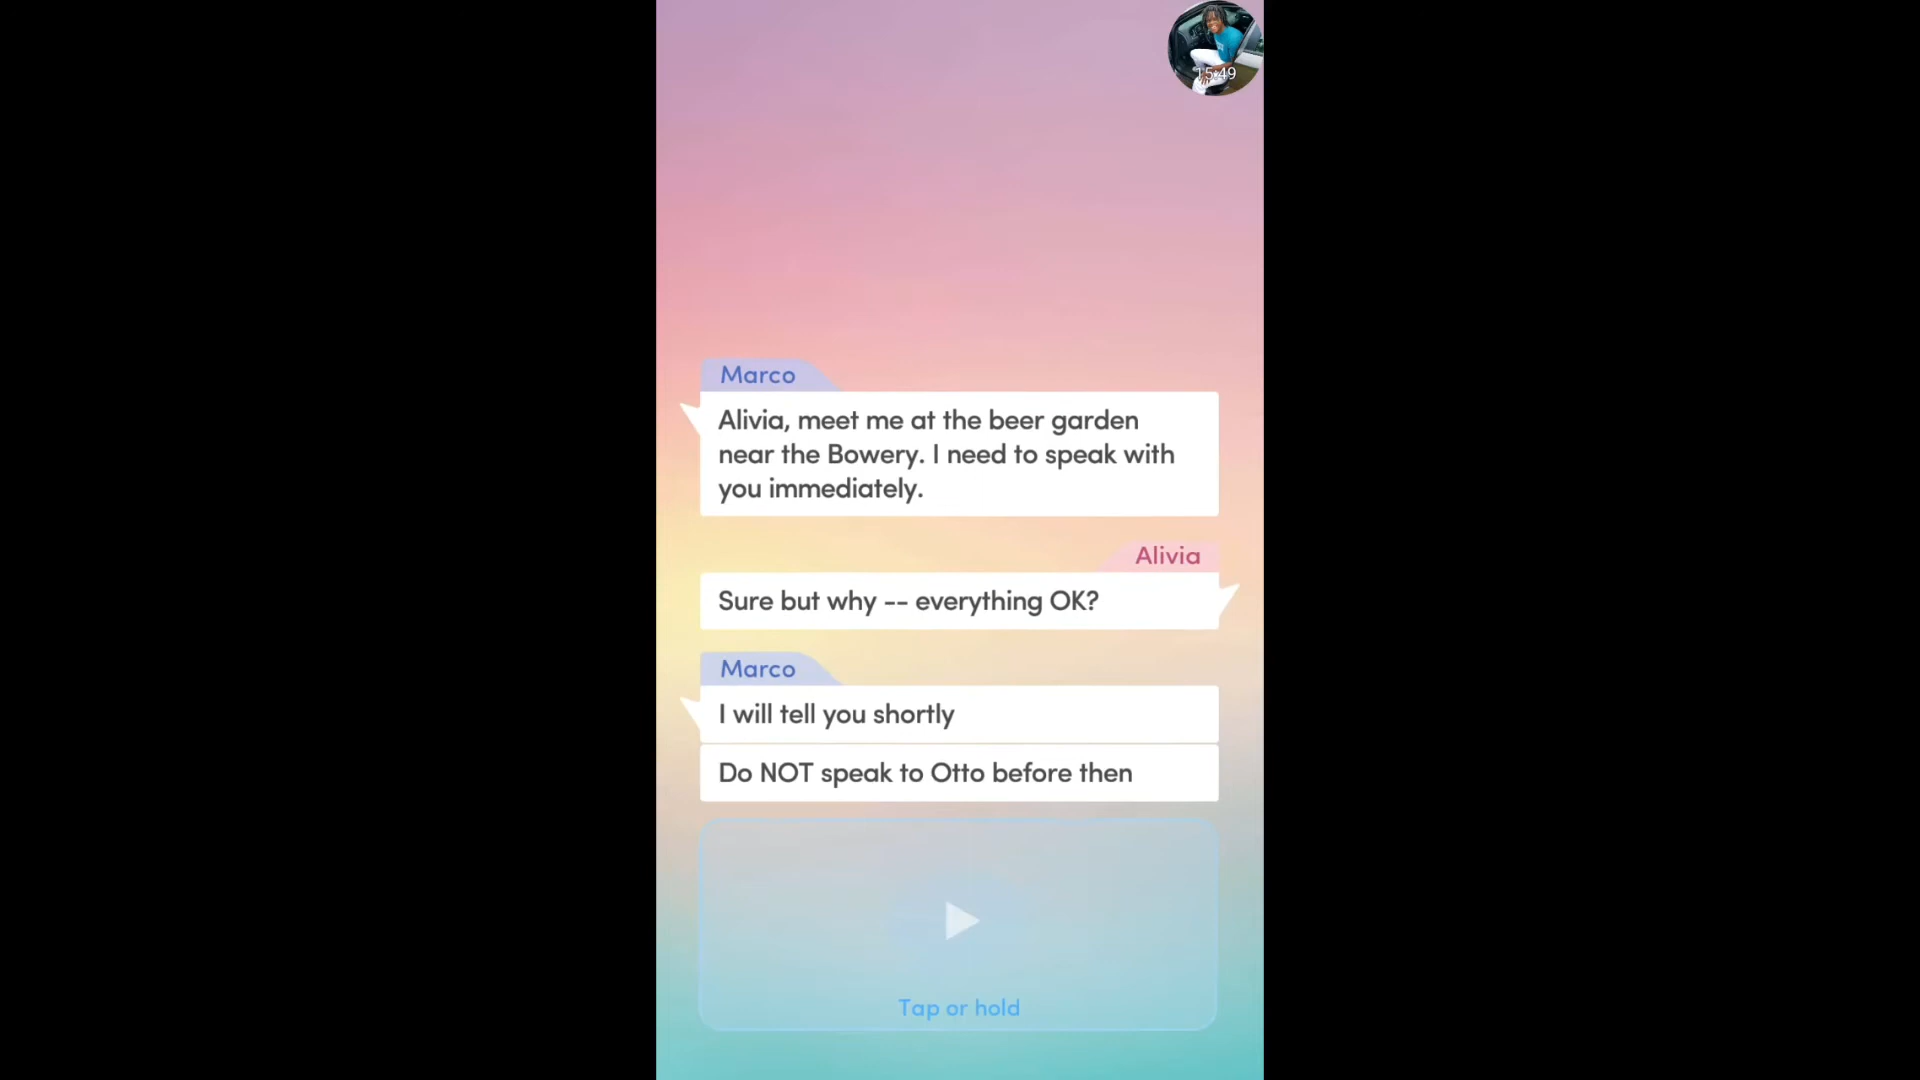 15:49
Marco
Alivia, meet me at the beer garden
near the Bowery. I need to speak with
you immediately.
Alivia
Sure but why -- everything OK?
Marco
I will tell you shortly
Do NOT speak to Otto before then
Tap or hold